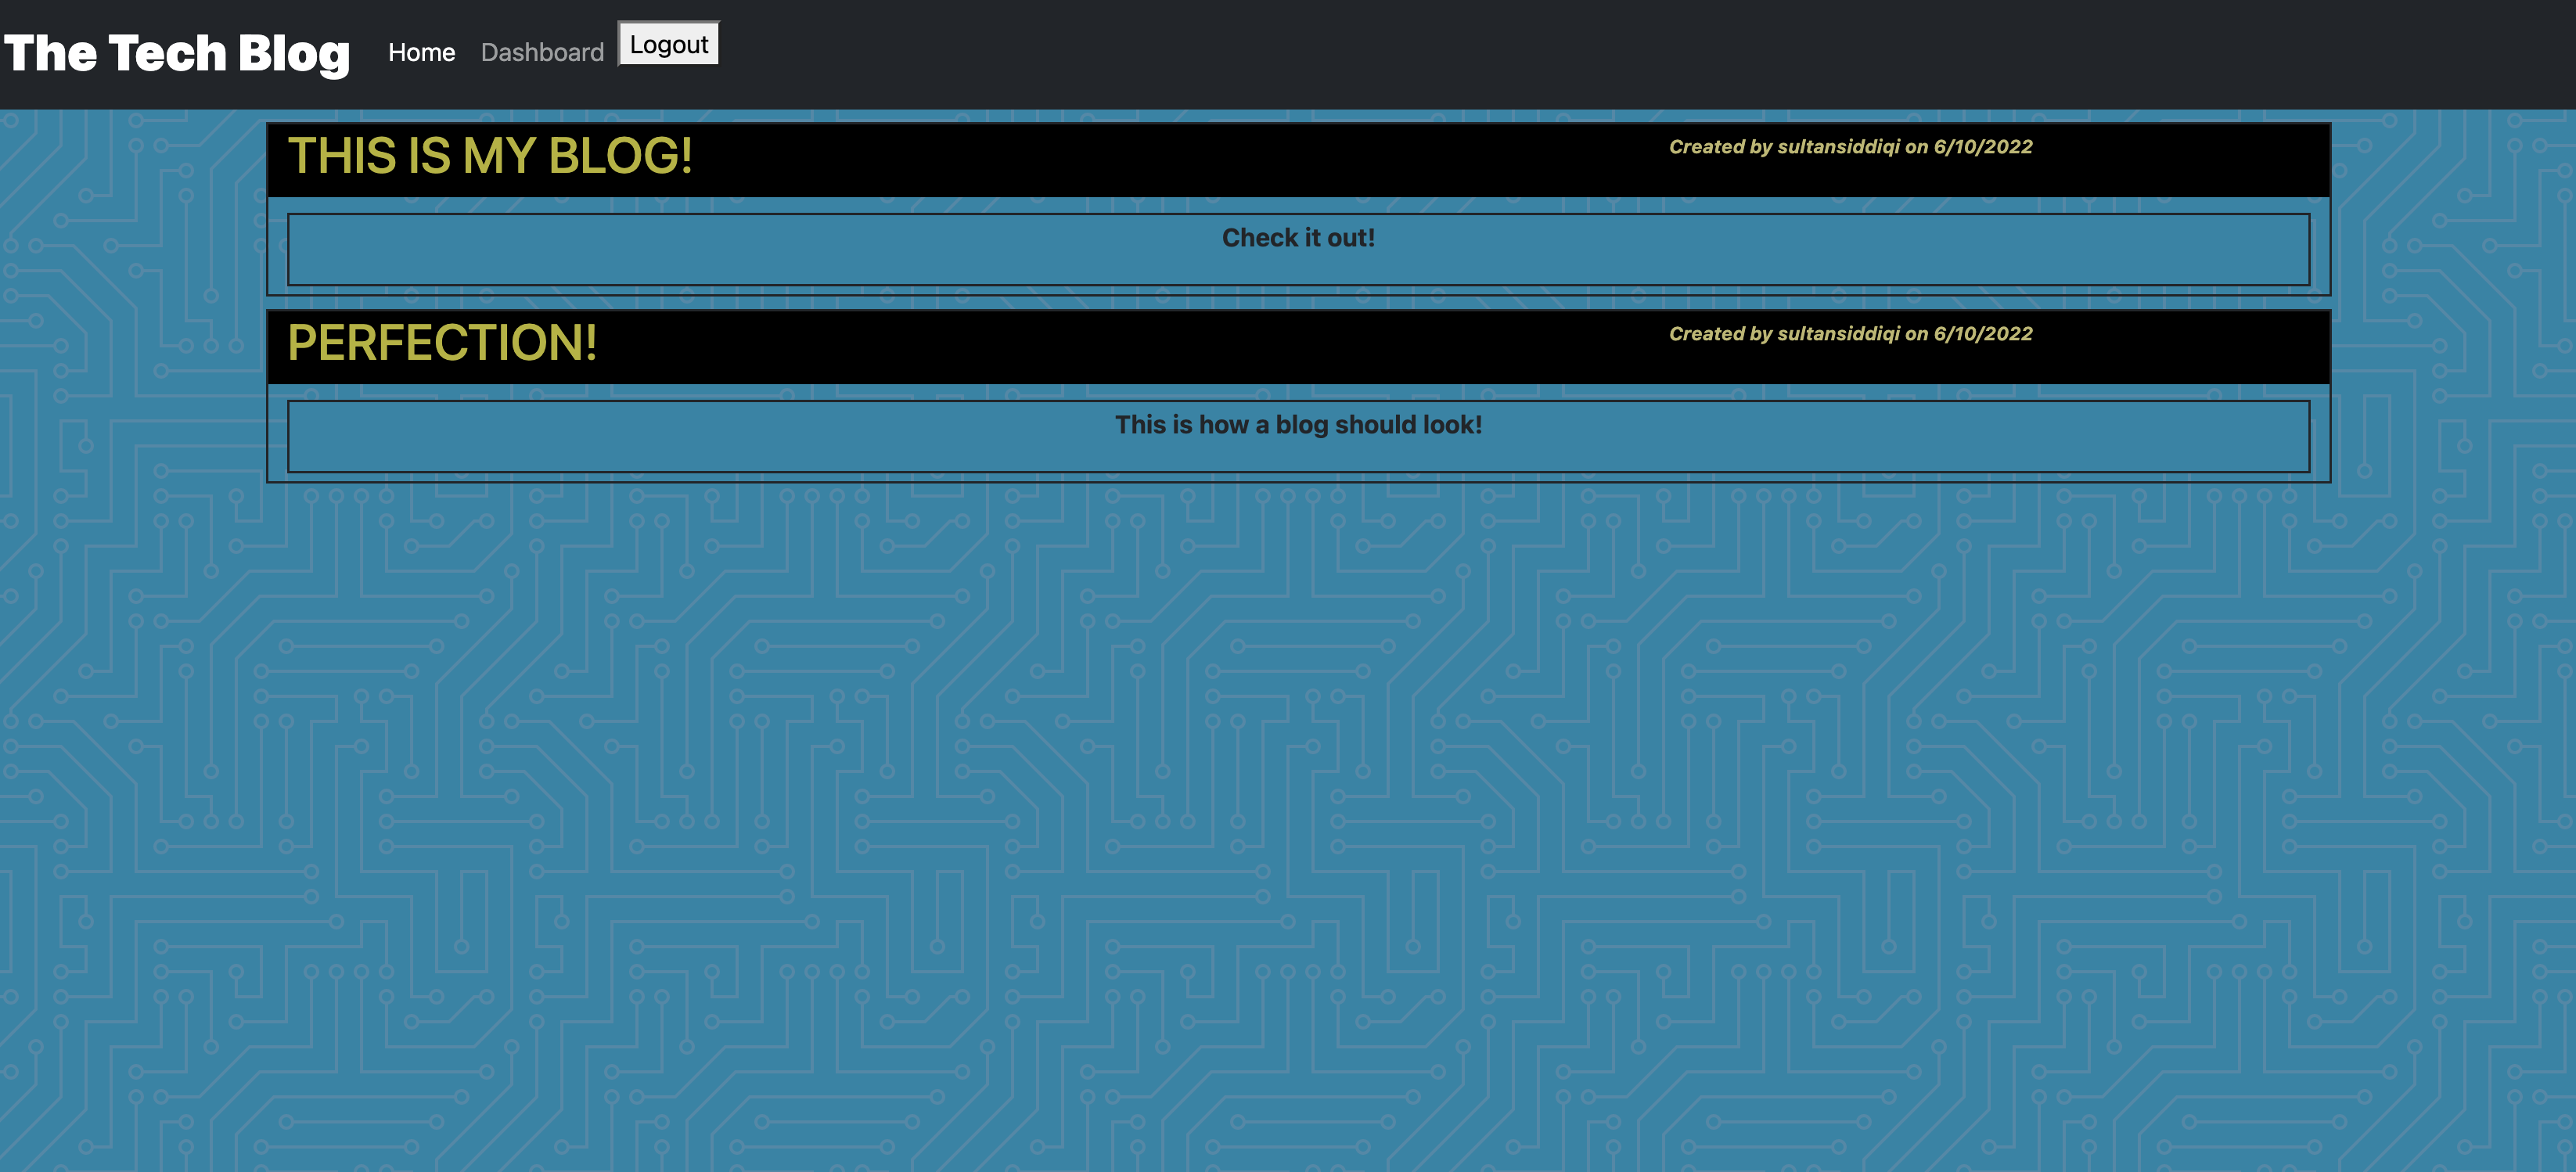 The Tech Blog Home Dashboard Logout
THIS IS MY BLOG! Created by sultansiddiqi on 6/10/2022
Check it out!
PERFECTION! Created by sultansiddiqi on 6/10/2022
This is how a blog should look!